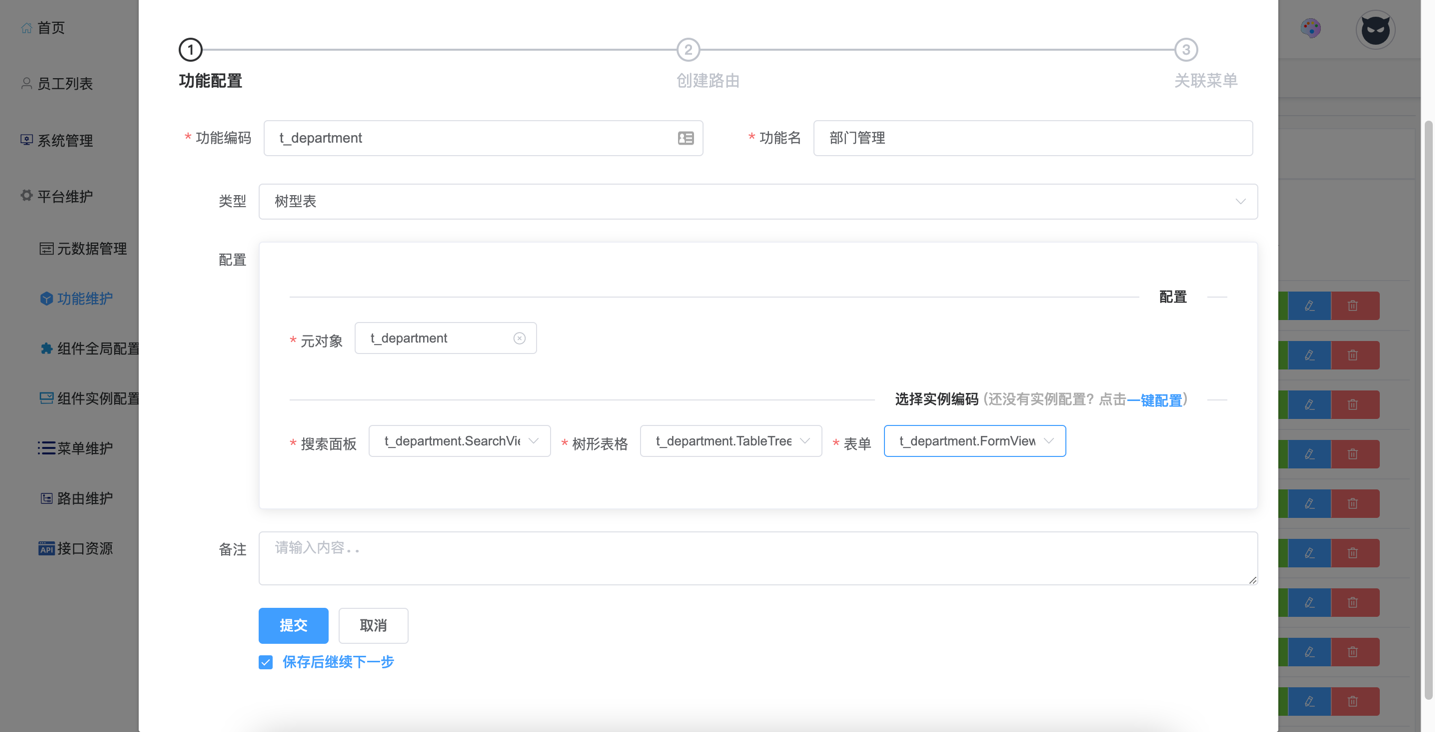 首页
员工列表
系统管理
平台维护
元数据管理
功能维护
组件全局配置
组件实例配置
菜单维护
路由维护
API 接口资源
1
2
3
功能配置
创建路由
关联菜单
* 功能编码 t_department
* 功能名 部门管理
类型 树型表
配置
配置
* 元对象 t_department
选择实例编码 (还没有实例配置? 点击一键配置)
* 搜索面板 t_department.SearchVie
* 树形表格 t_department.TableTree
* 表单 t_department.FormView
备注 请输入内容..
提交
取消
保存后继续下一步